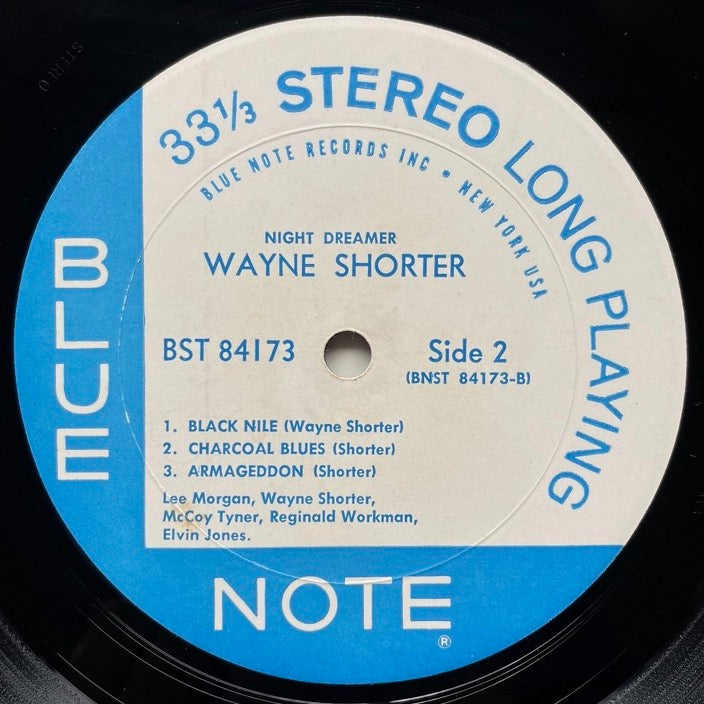 33⅓ STEREO LONG PLAYING
BLUE NOTE RECORDS INC • NEW YORK USA
NIGHT DREAMER
WAYNE SHORTER
BST 84173
Side 2
(BNST 84173-B)
1. BLACK NILE (Wayne Shorter)
2. CHARCOAL BLUES (Shorter)
3. ARMAGEDDON (Shorter)
Lee Morgan, Wayne Shorter,
McCoy Tyner, Reginald Workman,
Elvin Jones.
BLUE
NOTE
®
STEREO